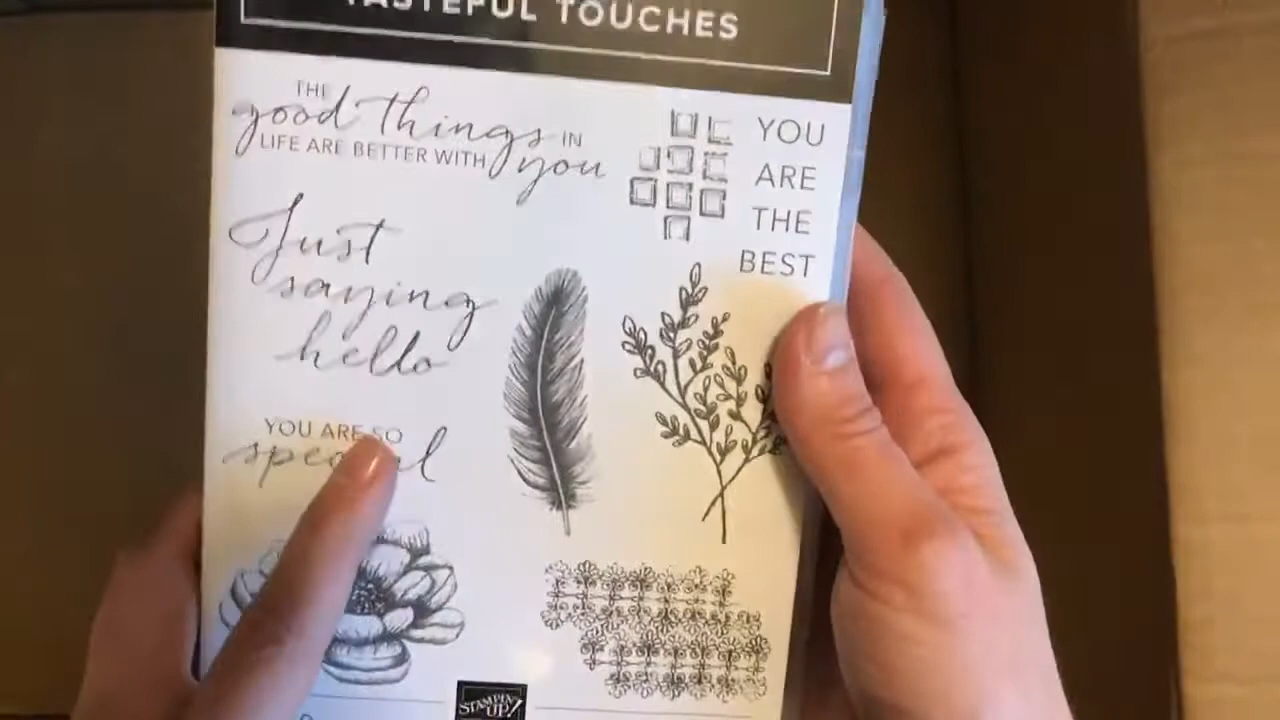 TASTEFUL TOUCHES
THE
good things IN
LIFE ARE BETTER WITH you
YOU
ARE
THE
BEST
Just
saying
hello
YOU ARE SO
special
STAMPIN'
UP!